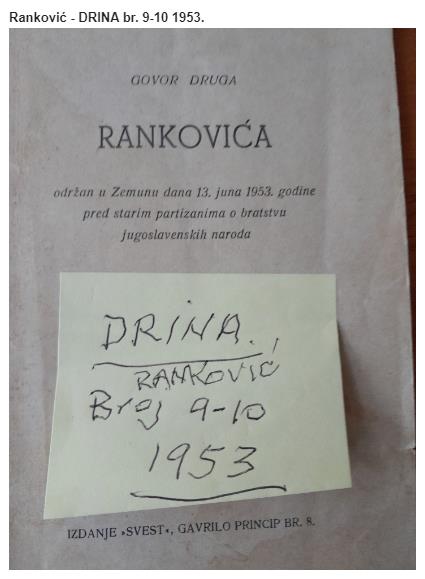 Ranković - DRINA br. 9-10 1953.
GOVOR DRUGA
RANKOVIĆA
održan u Zemunu dana 13. juna 1953. godine
pred starim partizanima o bratstvu
jugoslavenskih naroda
DRINA.,
RANKOVIĆ
Broj 9-10
1953
IZDANJE »SVEST«, GAVRILO PRINCIP BR. 8.